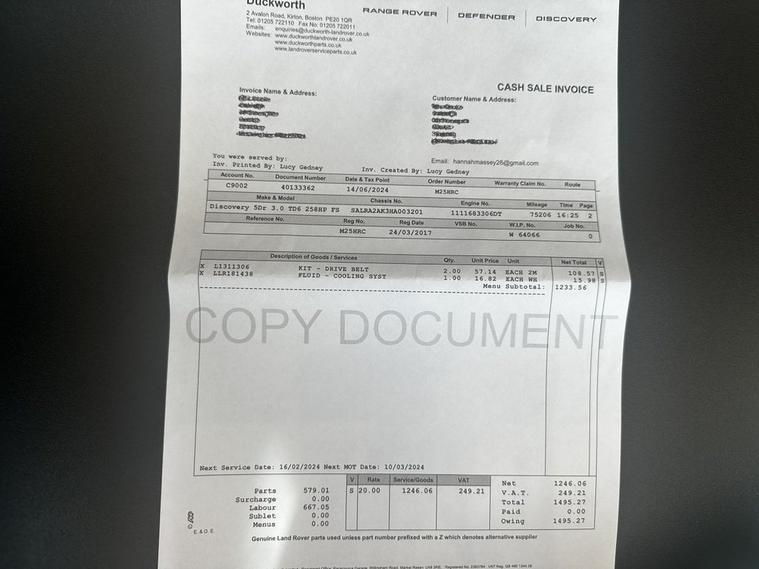 Duckworth
2 Avalon Road, Kirton, Boston PE20 1QR
Tel: 01205 722110 Fax No: 01205 722011
Emails: enquiries@duckworth-landrover.co.uk
Websites: www.duckworthlandrover.co.uk
www.duckworthparts.co.uk
www.landroverserviceparts.co.uk
RANGE ROVER DEFENDER DISCOVERY
CASH SALE INVOICE
Invoice Name & Address:
Customer Name & Address:
Email: hannahmassey26@gmail.com
You were served by:
Inv. Printed By: Lucy Gedney Inv. Created By: Lucy Gedney
Account No. Document Number Date & Tax Point Order Number Warranty Claim No. Route
C9002 40133362 14/06/2024 M25HRC
Make & Model Chassis No. Engine No. Mileage Time Page
Discovery 5Dr 3.0 TD6 258HP FS SALRA2AK3HA003201 1111683306DT 75206 16:25 2
Reference No. Reg No. Reg Date VSB No. W.I.P. No. Job No.
M25HRC 24/03/2017 W 64066 0
Description of Goods / Services Qty. Unit Price Unit Net Total V
X L1311306 KIT - DRIVE BELT 2.00 57.14 EACH 2M 108.57 S
X LLR181438 FLUID - COOLING SYST 1.00 16.82 EACH WB 15.98 S
Menu Subtotal: 1233.56
COPY DOCUMENT
Next Service Date: 16/02/2024 Next MOT Date: 10/03/2024
Parts 579.01
Surcharge 0.00
Labour 667.05
Sublet 0.00
Menus 0.00
V Rate Service/Goods VAT
S 20.00 1246.06 249.21
Net 1246.06
V.A.T. 249.21
Total 1495.27
Paid 0.00
Owing 1495.27
E.& O.E.
Genuine Land Rover parts used unless part number prefixed with a Z which denotes alternative supplier